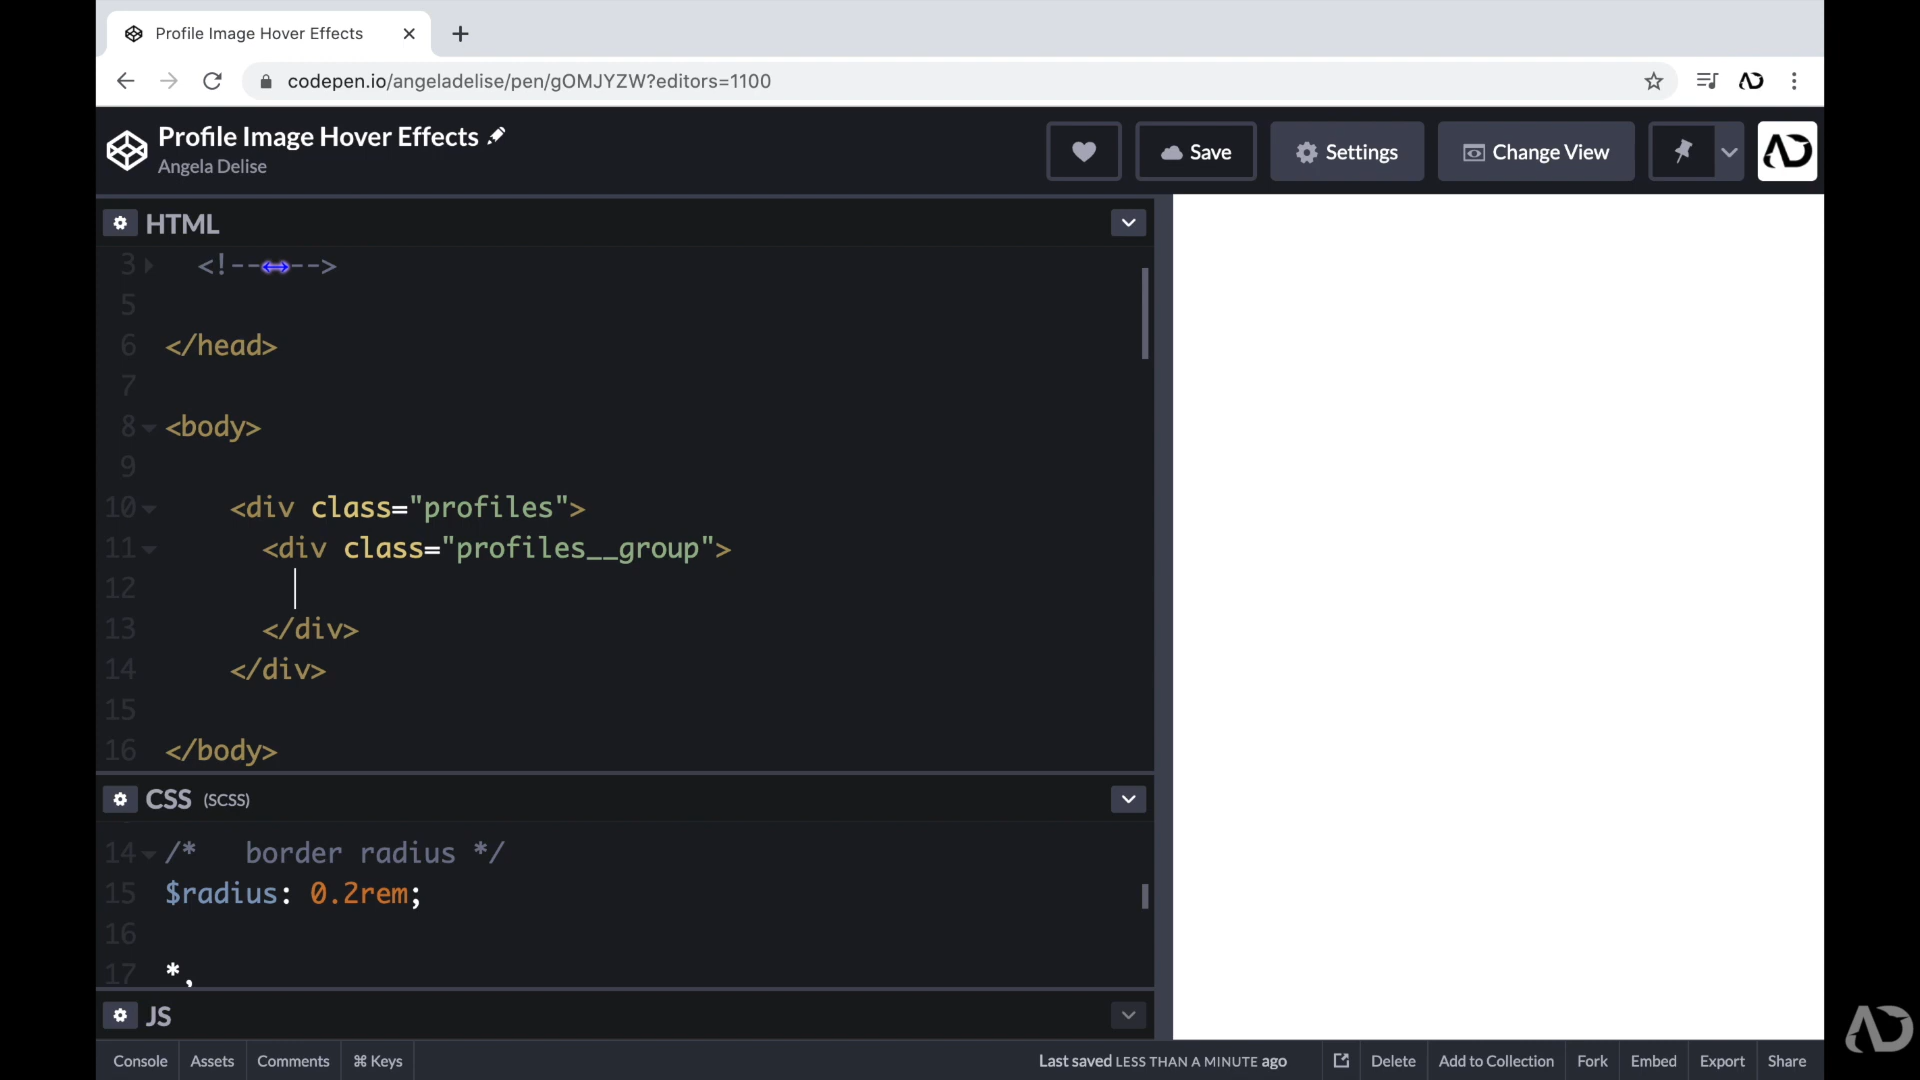 Profile Image Hover Effects
codepen.io/angeladelise/pen/gOMJYZW?editors=1100
Profile Image Hover Effects
Angela Delise
Save
Settings
Change View
HTML
3 <!--↔-->
5
6 </head>
7
8 <body>
9
10 <div class="profiles">
11 <div class="profiles__group">
12
13 </div>
14 </div>
15
16 </body>
CSS (SCSS)
14 /* border radius */
15 $radius: 0.2rem;
16
17 *,
JS
Console Assets Comments ⌘ Keys Last saved LESS THAN A MINUTE ago Delete Add to Collection Fork Embed Export Share